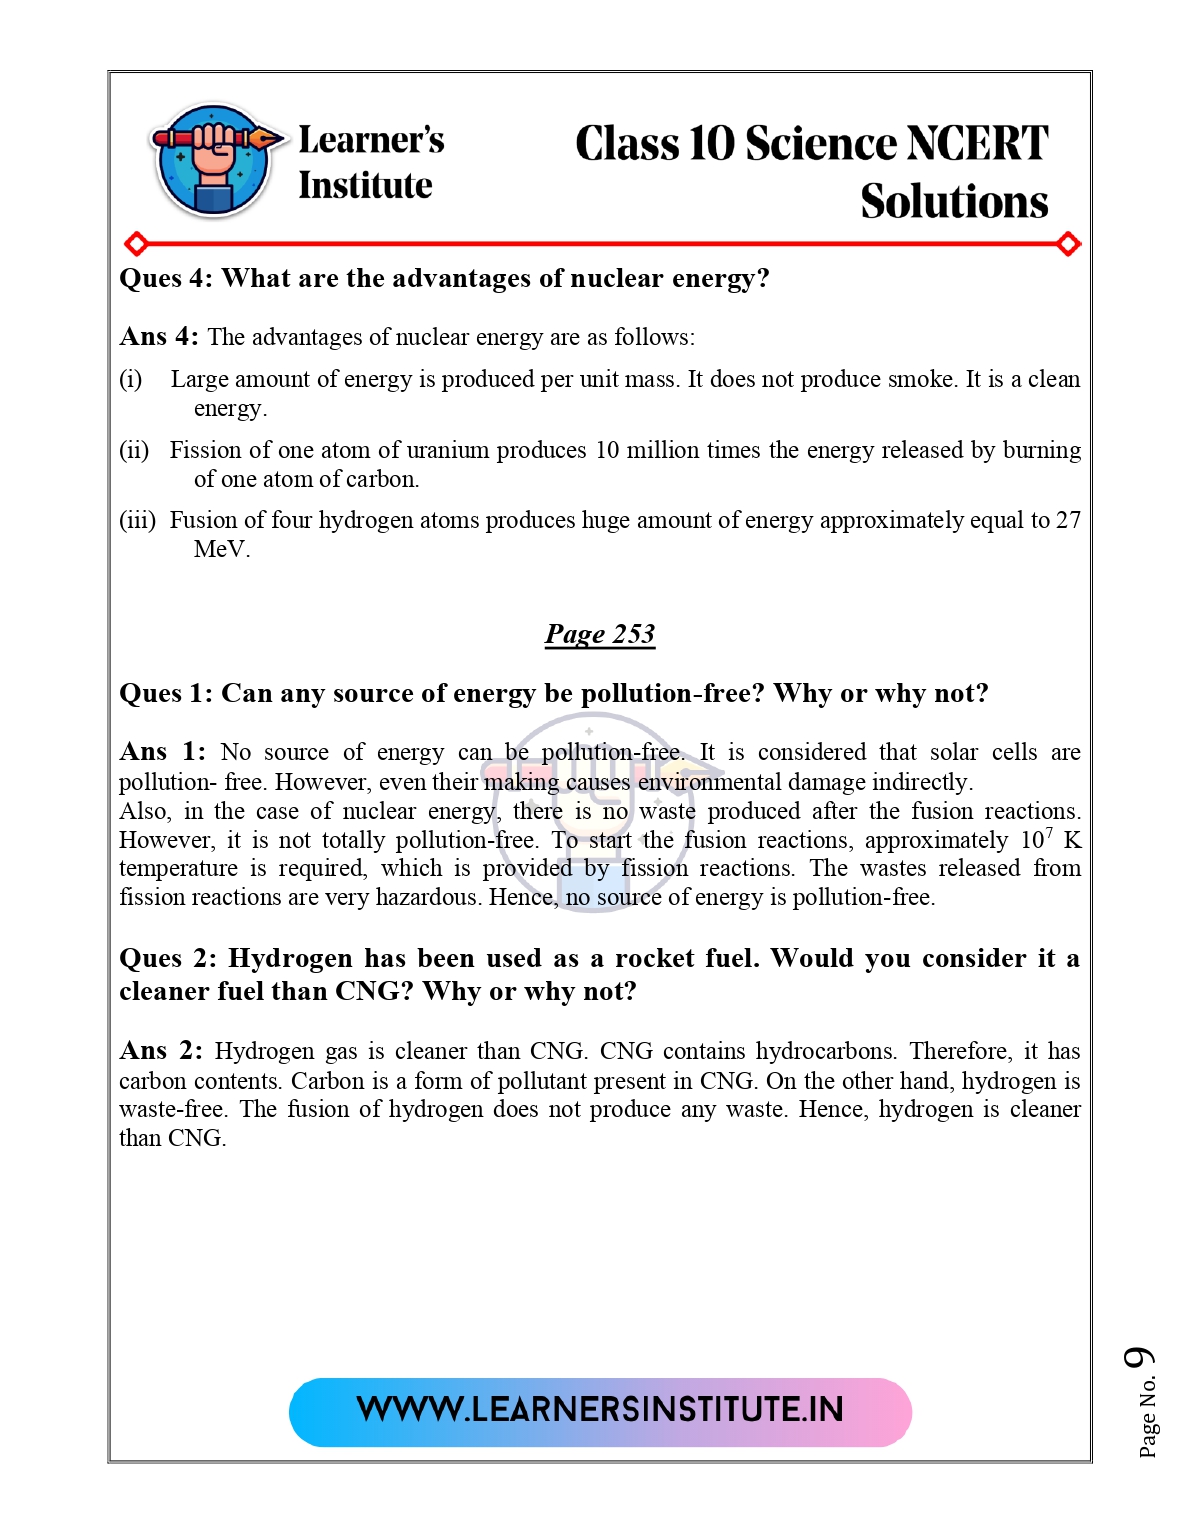 Learner's
Institute
Class 10 Science NCERT
Solutions
Ques 4: What are the advantages of nuclear energy?
Ans 4: The advantages of nuclear energy are as follows:
(i) Large amount of energy is produced per unit mass. It does not produce smoke. It is a clean
energy.
(ii) Fission of one atom of uranium produces 10 million times the energy released by burning
of one atom of carbon.
(iii) Fusion of four hydrogen atoms produces huge amount of energy approximately equal to 27
MeV.
Page 253
Ques 1: Can any source of energy be pollution-free? Why or why not?
Ans 1: No source of energy can be pollution-free. It is considered that solar cells are
pollution- free. However, even their making causes environmental damage indirectly.
Also, in the case of nuclear energy, there is no waste produced after the fusion reactions.
However, it is not totally pollution-free. To start the fusion reactions, approximately 10⁷ K
temperature is required, which is provided by fission reactions. The wastes released from
fission reactions are very hazardous. Hence, no source of energy is pollution-free.
Ques 2: Hydrogen has been used as a rocket fuel. Would you consider it a
cleaner fuel than CNG? Why or why not?
Ans 2: Hydrogen gas is cleaner than CNG. CNG contains hydrocarbons. Therefore, it has
carbon contents. Carbon is a form of pollutant present in CNG. On the other hand, hydrogen is
waste-free. The fusion of hydrogen does not produce any waste. Hence, hydrogen is cleaner
than CNG.
WWW.LEARNERSINSTITUTE.IN
Page No. 9